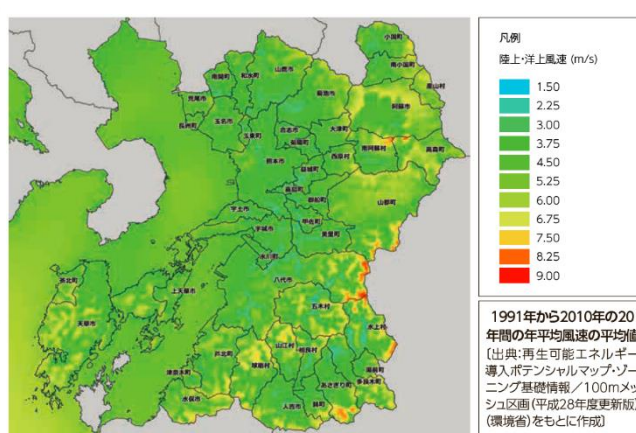 小国町
南小国町
産山村
山鹿市
和水町
南関町
荒尾市
玉名市
長洲町
玉東町
菊池市
阿蘇市
合志市
大津町
菊陽町
熊本市
西原村
南阿蘇村
高森町
益城町
嘉島町
御船町
山都町
宇土市
宇城市
甲佐町
美里町
氷川町
八代市
上天草市
苓北町
天草市
五木村
水上村
芦北町
山江村
球磨村
相良村
湯前町
多良木町
あさぎり町
津奈木町
水俣市
人吉市
錦町
凡例
陸上・洋上風速 (m/s)
1.50
2.25
3.00
3.75
4.50
5.25
6.00
6.75
7.50
8.25
9.00
1991年から2010年の20
年間の年平均風速の平均値
〔出典:再生可能エネルギー
導入ポテンシャルマップ・ゾー
ニング基礎情報／100mメッ
シュ区画(平成28年度更新版)
(環境省)をもとに作成〕